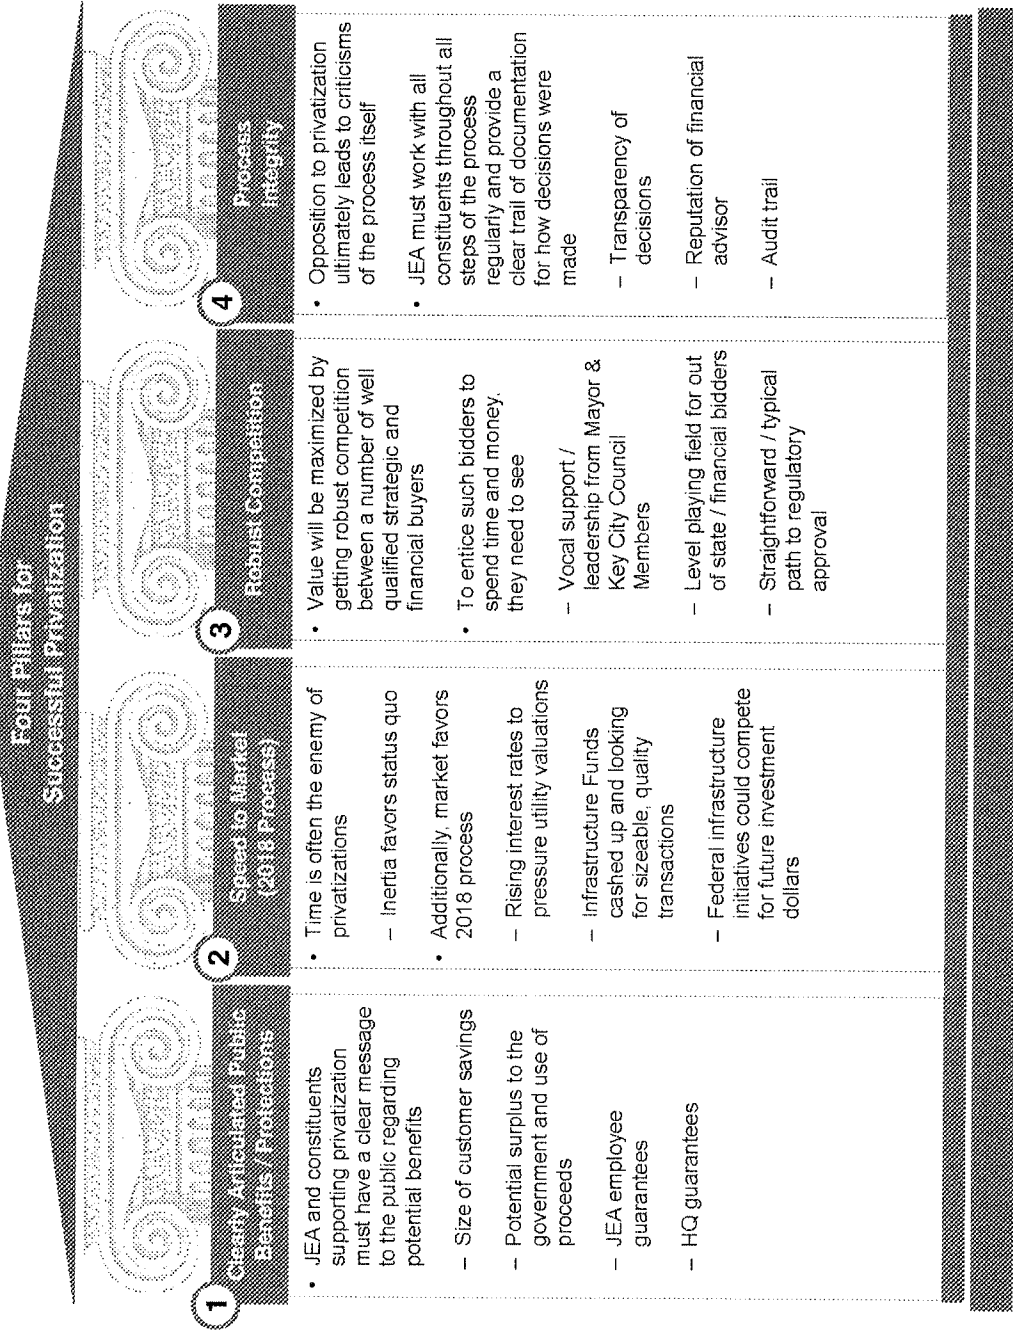 Four Pillars for
Successful Privatization
1
Clearly Articulated Public
Benefits / Protections
• JEA and constituents
supporting privatization
must have a clear message
to the public regarding
potential benefits
– Size of customer savings
– Potential surplus to the
government and use of
proceeds
– JEA employee
guarantees
– HQ guarantees
2
Speed to Market
(2018 Process)
• Time is often the enemy of
privatizations
– Inertia favors status quo
• Additionally, market favors
2018 process
– Rising interest rates to
pressure utility valuations
– Infrastructure Funds
cashed up and looking
for sizeable, quality
transactions
– Federal infrastructure
initiatives could compete
for future investment
dollars
3
Robust Competition
• Value will be maximized by
getting robust competition
between a number of well
qualified strategic and
financial buyers
• To entice such bidders to
spend time and money,
they need to see
– Vocal support /
leadership from Mayor &
Key City Council
Members
– Level playing field for out
of state / financial bidders
– Straightforward / typical
path to regulatory
approval
4
Process
Integrity
• Opposition to privatization
ultimately leads to criticisms
of the process itself
• JEA must work with all
constituents throughout all
steps of the process
regularly and provide a
clear trail of documentation
for how decisions were
made
– Transparency of
decisions
– Reputation of financial
advisor
– Audit trail